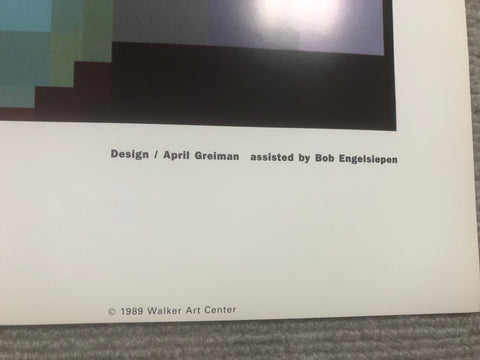 Design / April Greiman assisted by Bob Engelsiepen
© 1989 Walker Art Center